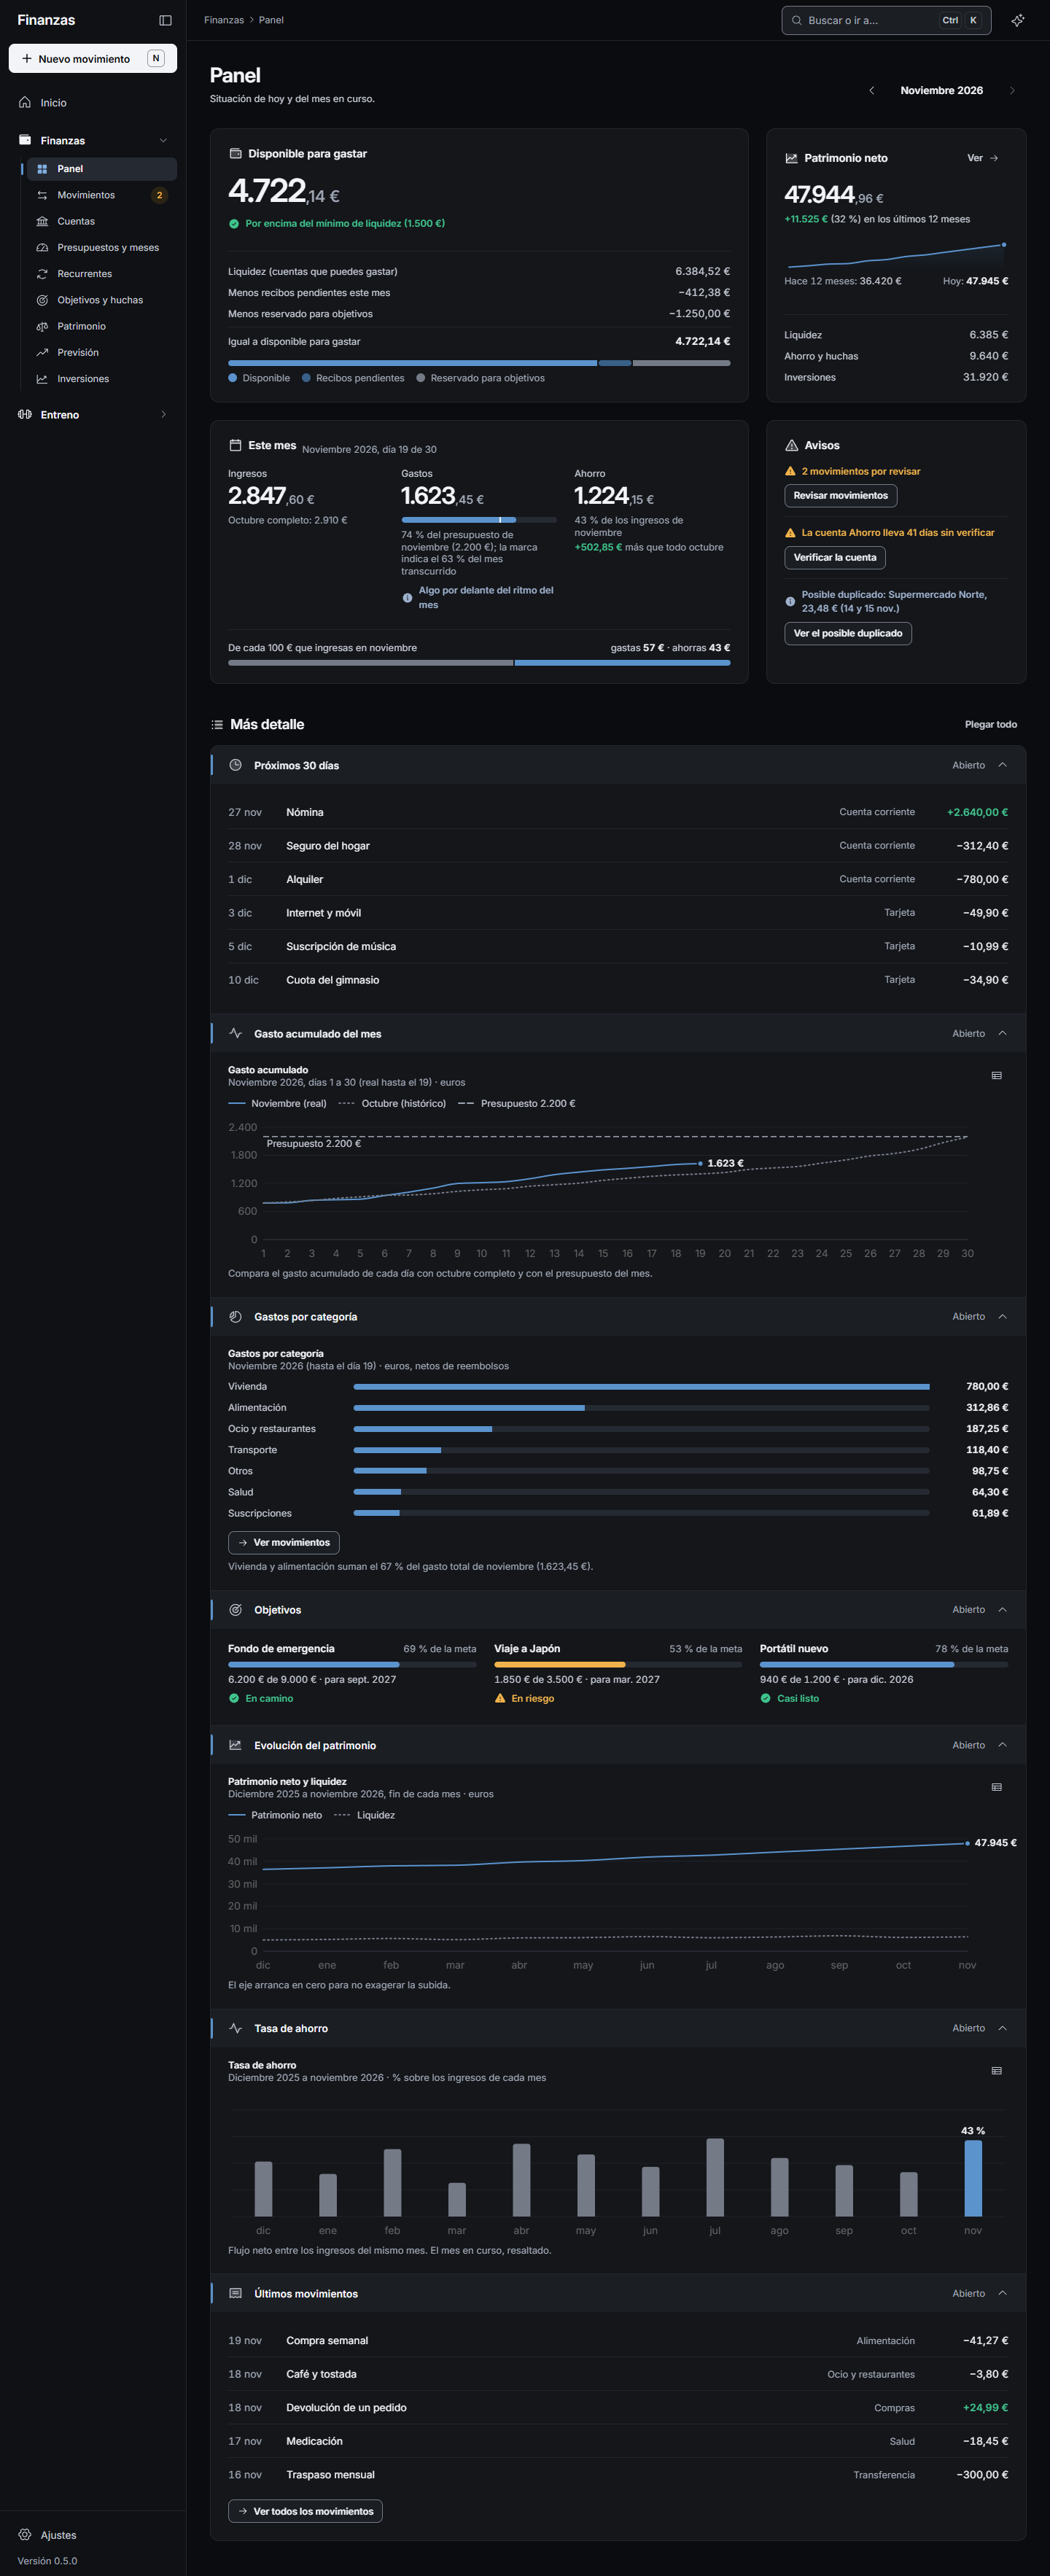 Finanzas
Nuevo movimiento N
Inicio
Finanzas
Panel
Movimientos 2
Cuentas
Presupuestos y meses
Recurrentes
Objetivos y huchas
Patrimonio
Previsión
Inversiones
Entreno
Ajustes
Versión 0.5.0
Finanzas > Panel
Buscar o ir a... Ctrl K
Panel
Situación de hoy y del mes en curso.
Noviembre 2026
Disponible para gastar
4.722,14 €
Por encima del mínimo de liquidez (1.500 €)
Liquidez (cuentas que puedes gastar) 6.384,52 €
Menos recibos pendientes este mes −412,38 €
Menos reservado para objetivos −1.250,00 €
Igual a disponible para gastar 4.722,14 €
Disponible Recibos pendientes Reservado para objetivos
Patrimonio neto Ver →
47.944,96 €
+11.525 € (32 %) en los últimos 12 meses
Hace 12 meses: 36.420 € Hoy: 47.945 €
Liquidez 6.385 €
Ahorro y huchas 9.640 €
Inversiones 31.920 €
Este mes Noviembre 2026, día 19 de 30
Ingresos
2.847,60 €
Octubre completo: 2.910 €
Gastos
1.623,45 €
74 % del presupuesto de
noviembre (2.200 €); la marca
indica el 63 % del mes
transcurrido
Algo por delante del ritmo del
mes
Ahorro
1.224,15 €
43 % de los ingresos de
noviembre
+502,85 € más que todo octubre
De cada 100 € que ingresas en noviembre gastas 57 € · ahorras 43 €
Avisos
2 movimientos por revisar
Revisar movimientos
La cuenta Ahorro lleva 41 días sin verificar
Verificar la cuenta
Posible duplicado: Supermercado Norte,
23,48 € (14 y 15 nov.)
Ver el posible duplicado
Más detalle Plegar todo
Próximos 30 días Abierto
27 nov Nómina Cuenta corriente +2.640,00 €
28 nov Seguro del hogar Cuenta corriente −312,40 €
1 dic Alquiler Cuenta corriente −780,00 €
3 dic Internet y móvil Tarjeta −49,90 €
5 dic Suscripción de música Tarjeta −10,99 €
10 dic Cuota del gimnasio Tarjeta −34,90 €
Gasto acumulado del mes Abierto
Gasto acumulado
Noviembre 2026, días 1 a 30 (real hasta el 19) · euros
Noviembre (real) Octubre (histórico) Presupuesto 2.200 €
2.400
Presupuesto 2.200 €
1.800
1.623 €
1.200
600
0
1 2 3 4 5 6 7 8 9 10 11 12 13 14 15 16 17 18 19 20 21 22 23 24 25 26 27 28 29 30
Compara el gasto acumulado de cada día con octubre completo y con el presupuesto del mes.
Gastos por categoría Abierto
Gastos por categoría
Noviembre 2026 (hasta el día 19) · euros, netos de reembolsos
Vivienda 780,00 €
Alimentación 312,86 €
Ocio y restaurantes 187,25 €
Transporte 118,40 €
Otros 98,75 €
Salud 64,30 €
Suscripciones 61,89 €
→ Ver movimientos
Vivienda y alimentación suman el 67 % del gasto total de noviembre (1.623,45 €).
Objetivos Abierto
Fondo de emergencia 69 % de la meta
6.200 € de 9.000 € · para sept. 2027
En camino
Viaje a Japón 53 % de la meta
1.850 € de 3.500 € · para mar. 2027
En riesgo
Portátil nuevo 78 % de la meta
940 € de 1.200 € · para dic. 2026
Casi listo
Evolución del patrimonio Abierto
Patrimonio neto y liquidez
Diciembre 2025 a noviembre 2026, fin de cada mes · euros
Patrimonio neto Liquidez
50 mil
47.945 €
40 mil
30 mil
20 mil
10 mil
0
dic ene feb mar abr may jun jul ago sep oct nov
El eje arranca en cero para no exagerar la subida.
Tasa de ahorro Abierto
Tasa de ahorro
Diciembre 2025 a noviembre 2026 · % sobre los ingresos de cada mes
43 %
dic ene feb mar abr may jun jul ago sep oct nov
Flujo neto entre los ingresos del mismo mes. El mes en curso, resaltado.
Últimos movimientos Abierto
19 nov Compra semanal Alimentación −41,27 €
18 nov Café y tostada Ocio y restaurantes −3,80 €
18 nov Devolución de un pedido Compras +24,99 €
17 nov Medicación Salud −18,45 €
16 nov Traspaso mensual Transferencia −300,00 €
→ Ver todos los movimientos